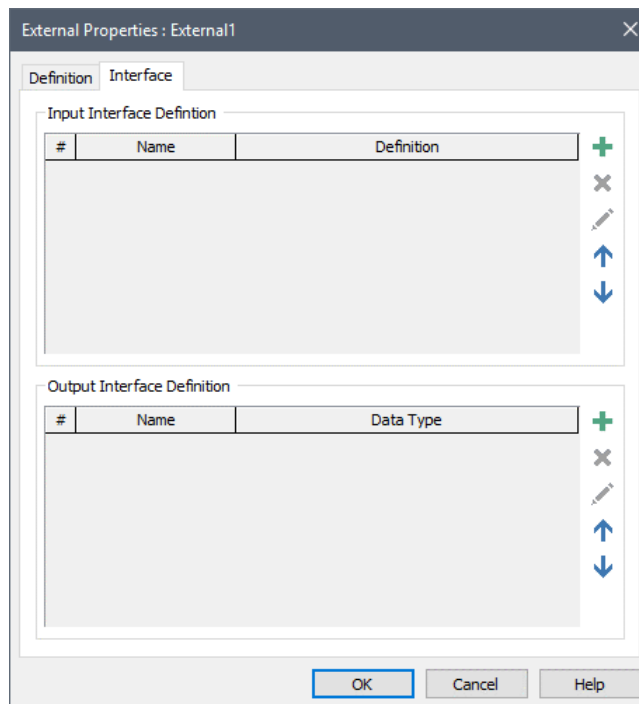 External Properties : External1
Definition Interface
Input Interface Defintion
# Name Definition
Output Interface Definition
# Name Data Type
OK Cancel Help